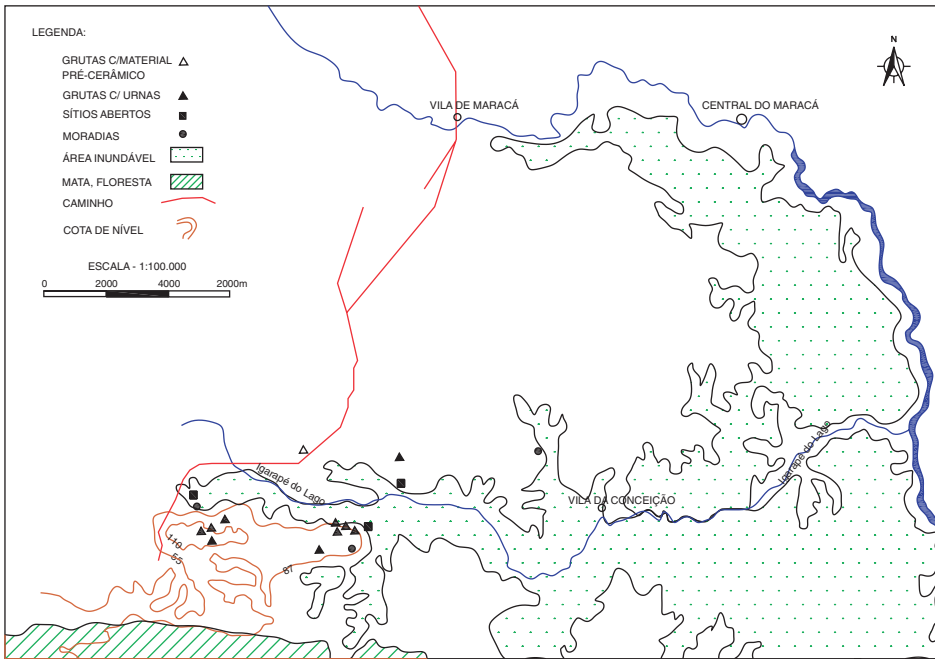 LEGENDA:
GRUTAS C/MATERIAL
PRÉ-CERÂMICO
GRUTAS C/ URNAS
SÍTIOS ABERTOS
MORADIAS
ÁREA INUNDÁVEL
MATA, FLORESTA
CAMINHO
COTA DE NÍVEL
ESCALA - 1:100.000
0 2000 4000 2000m
N
VILA DE MARACÁ
CENTRAL DO MARACÁ
Igarapé do Lago
Igarapé do Lago
VILA DA CONCEIÇÃO
110
55
87